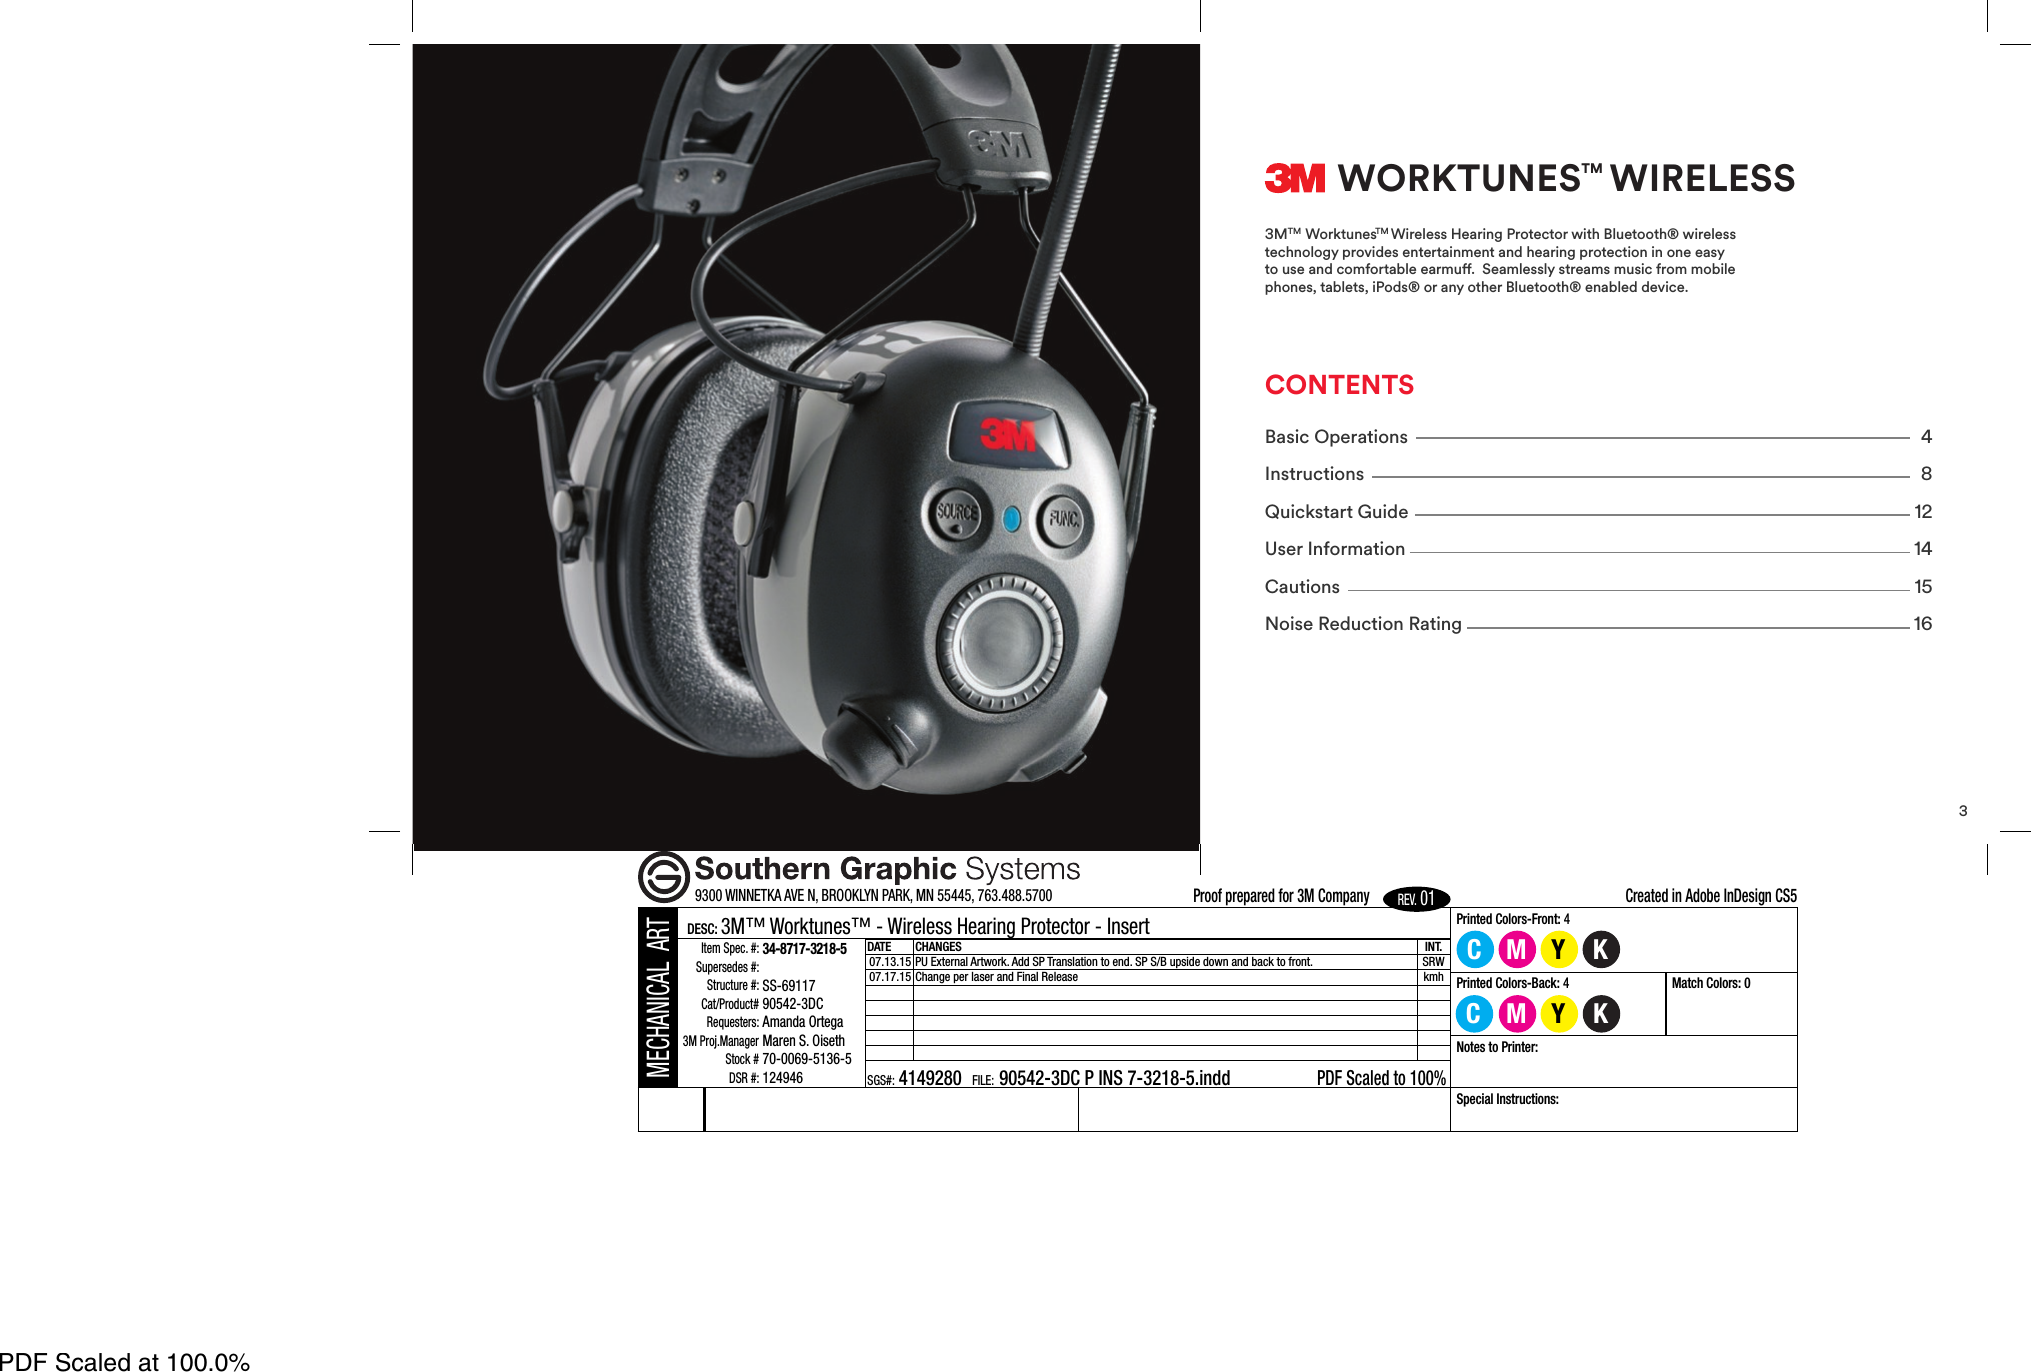 3M
3M
SOURCE
FUNC.
3M WORKTUNES™ WIRELESS
3M™ Worktunes™ Wireless Hearing Protector with Bluetooth® wireless
technology provides entertainment and hearing protection in one easy
to use and comfortable earmuff.  Seamlessly streams music from mobile
phones, tablets, iPods® or any other Bluetooth® enabled device.
CONTENTS
Basic Operations 4
Instructions 8
Quickstart Guide 12
User Information 14
Cautions 15
Noise Reduction Rating 16
3
Southern Graphic Systems
9300 WINNETKA AVE N, BROOKLYN PARK, MN 55445, 763.488.5700
Proof prepared for 3M Company
REV. 01
Created in Adobe InDesign CS5
MECHANICAL ART
DESC: 3M™ Worktunes™ - Wireless Hearing Protector - Insert
Item Spec. #: 34-8717-3218-5
Supersedes #:
Structure #: SS-69117
Cat/Product# 90542-3DC
Requesters: Amanda Ortega
3M Proj.Manager Maren S. Oiseth
Stock # 70-0069-5136-5
DSR #: 124946
DATE CHANGES INT.
07.13.15 PU External Artwork. Add SP Translation to end. SP S/B upside down and back to front. SRW
07.17.15 Change per laser and Final Release kmh
SGS#: 4149280 FILE: 90542-3DC P INS 7-3218-5.indd PDF Scaled to 100%
Printed Colors-Front: 4
C M Y K
Printed Colors-Back: 4
C M Y K
Match Colors: 0
Notes to Printer:
Special Instructions:
PDF Scaled at 100.0%